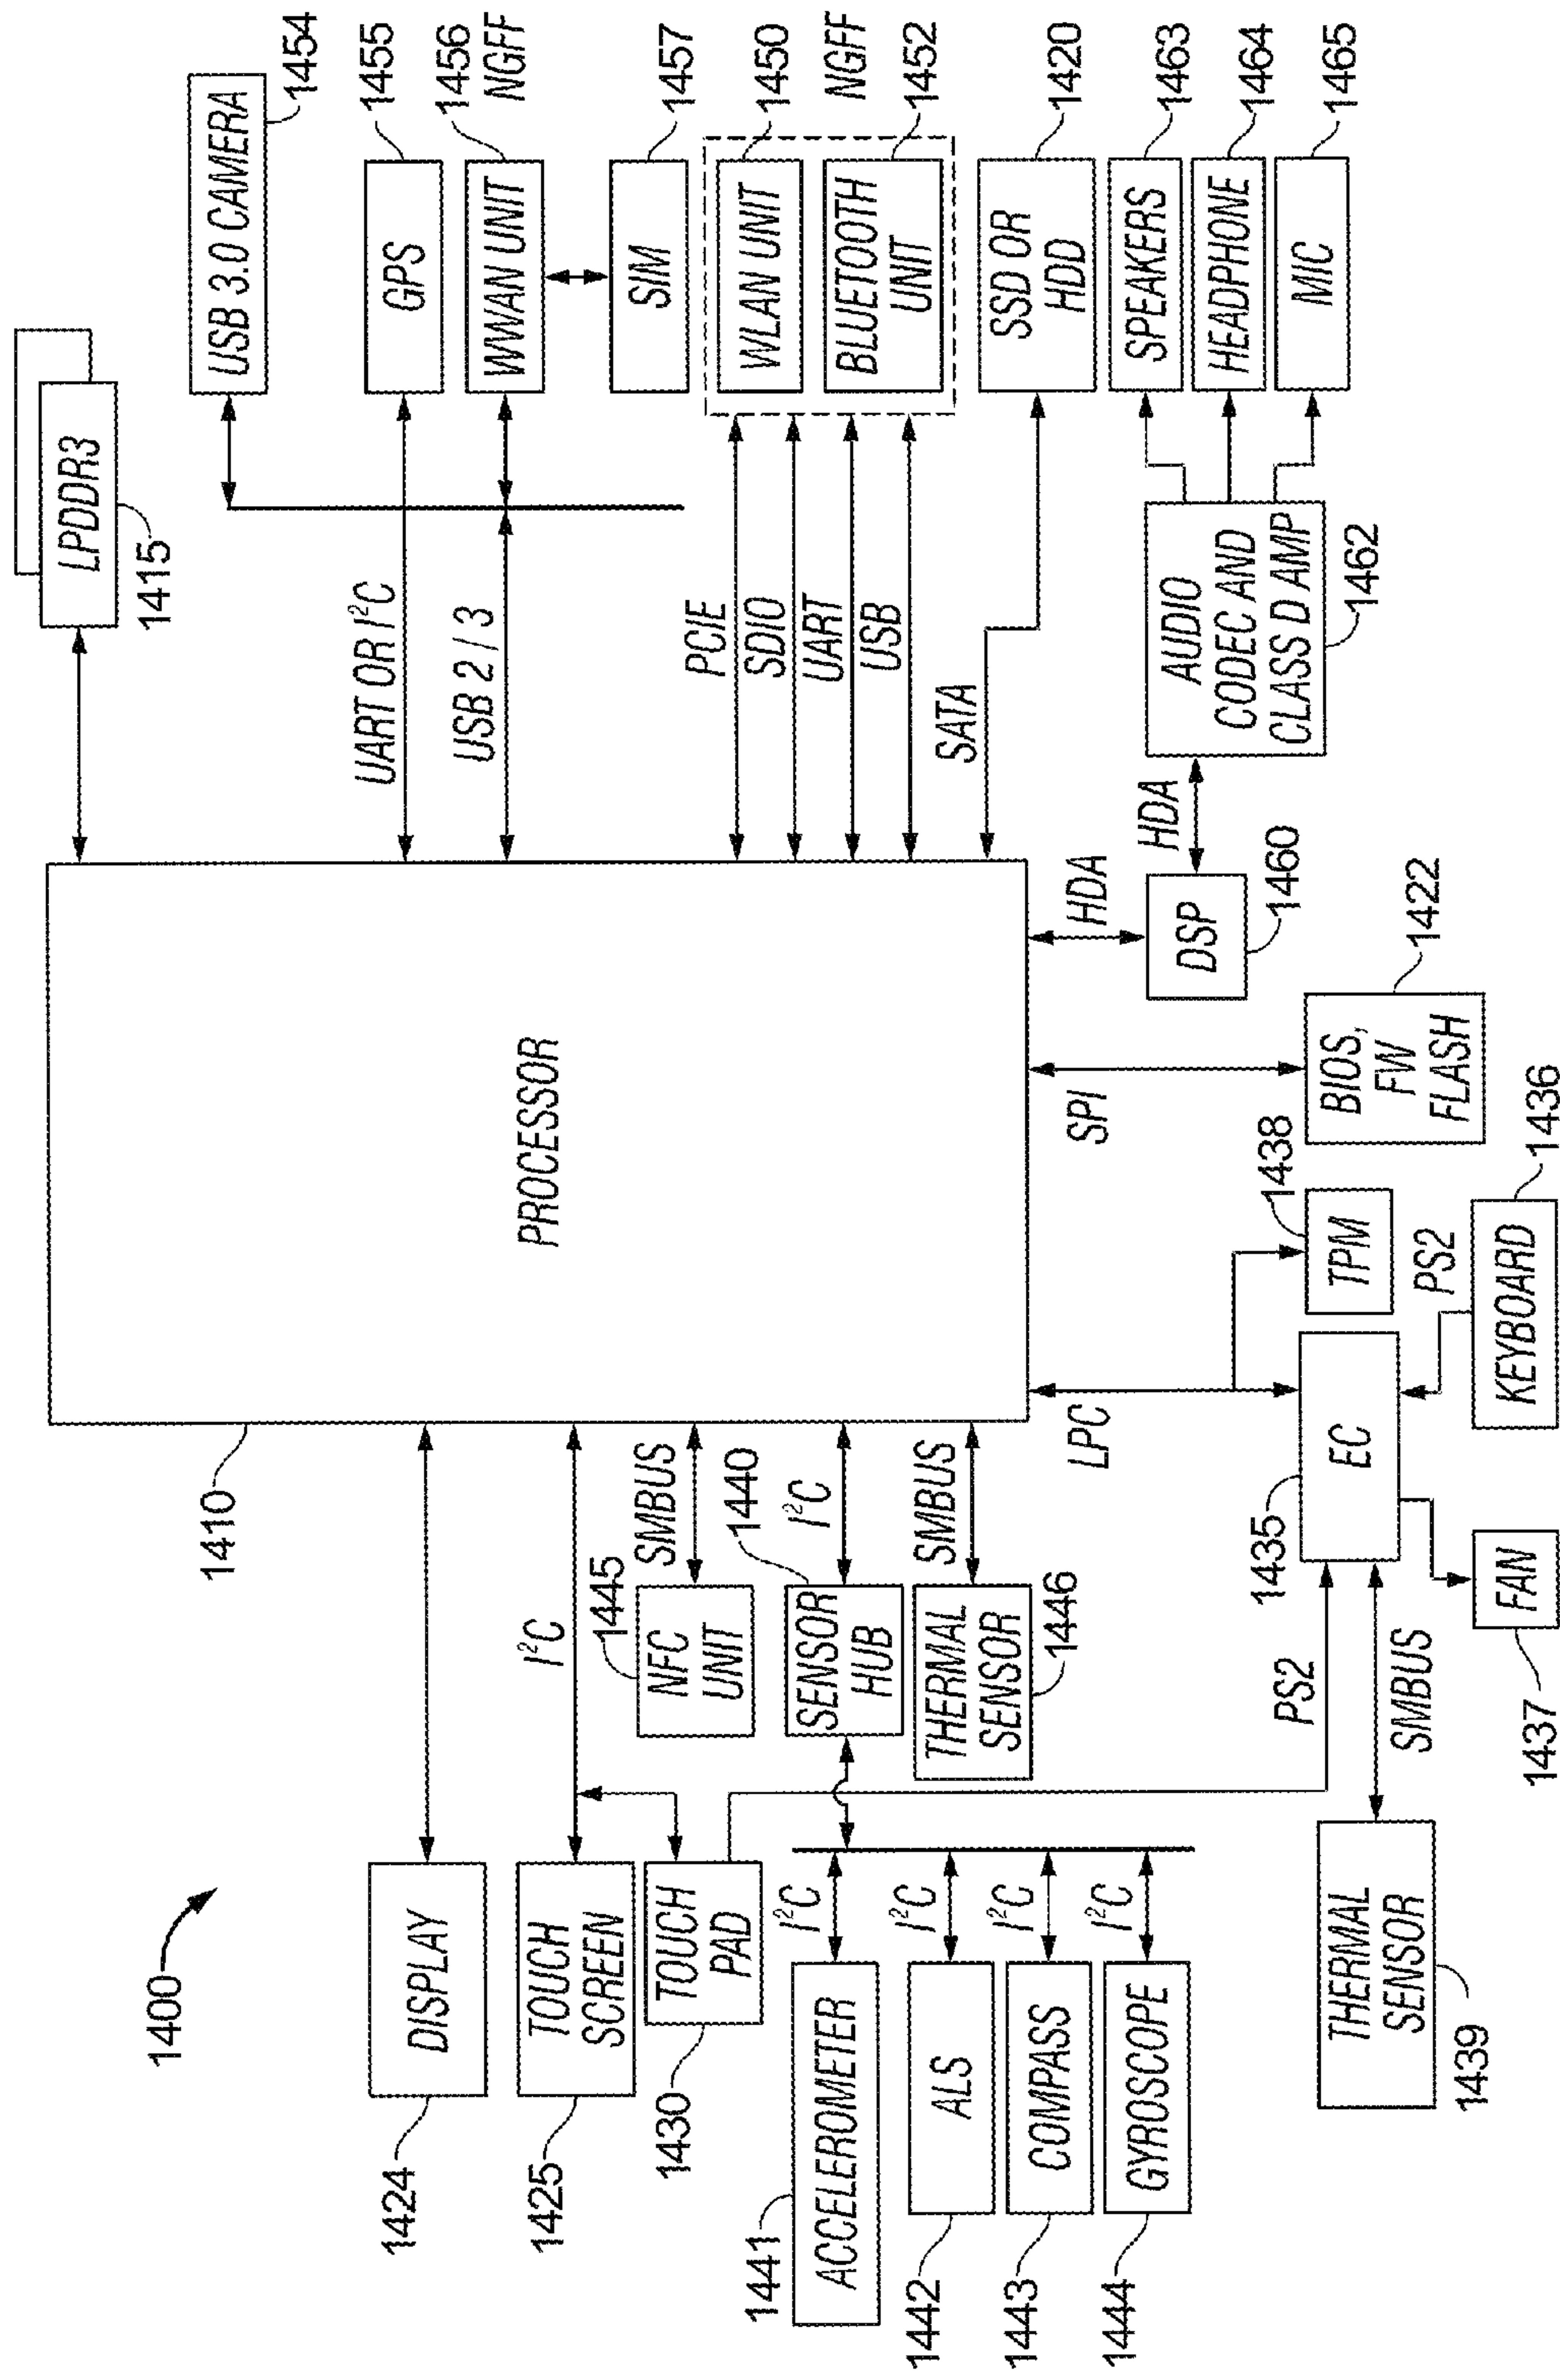 1400
LPDDR3
1415
PROCESSOR
1410
DISPLAY
1424
USB 3.0 CAMERA
1454
UART OR I²C
GPS
1455
TOUCH
SCREEN
1425
I²C
USB 2 / 3
WWAN UNIT
1456
NGFF
SIM
1457
TOUCH
PAD
1430
NFC
UNIT
1445
SMBUS
PCIE
SDIO
UART
USB
WLAN UNIT
1450
NGFF
BLUETOOTH
UNIT
1452
ACCELEROMETER
1441
I²C
SENSOR
HUB
1440
I²C
ALS
1442
I²C
THERMAL
SENSOR
1446
SMBUS
SATA
SSD OR
HDD
1420
COMPASS
1443
I²C
GYROSCOPE
1444
I²C
LPC
SPI
HDA
DSP
1460
HDA
AUDIO
CODEC AND
CLASS D AMP
1462
SPEAKERS
1463
HEADPHONE
1464
MIC
1465
PS2
THERMAL
SENSOR
1439
SMBUS
EC
1435
TPM
1438
BIOS,
FW
FLASH
1422
PS2
FAN
1437
KEYBOARD
1436